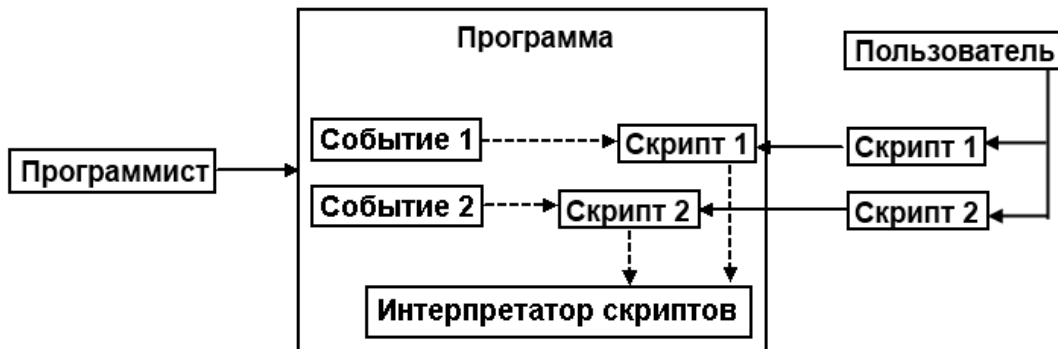 Программа
Пользователь
Событие 1
Скрипт 1
Скрипт 1
Программист
Событие 2
Скрипт 2
Скрипт 2
Интерпретатор скриптов